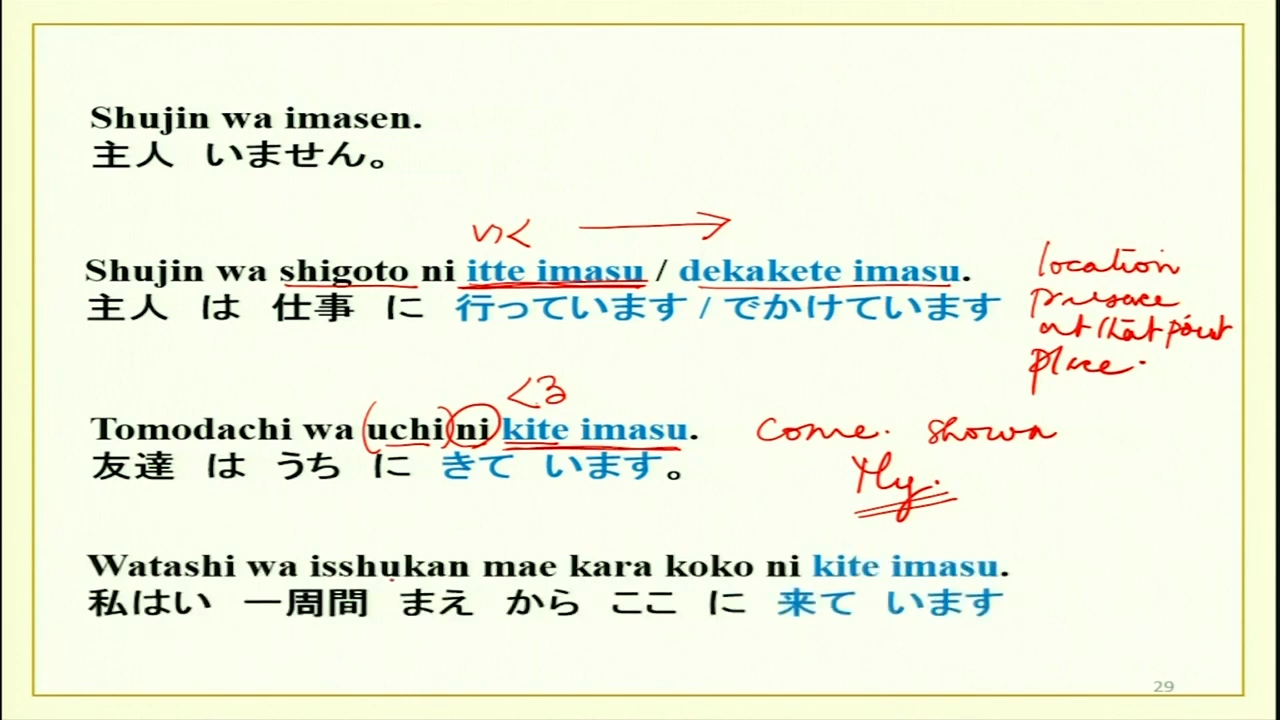 Shujin wa imasen.
主人 いません。
いく
Shujin wa shigoto ni itte imasu / dekakete imasu.
主人 は 仕事 に 行っています / でかけています
location
at that point
place.
くる
Tomodachi wa (uchi) ni kite imasu.
come. shown
友達 は うち に きて います。
My.
Watashi wa isshukan mae kara koko ni kite imasu.
私はい 一周間 まえ から ここ に 来て います
29